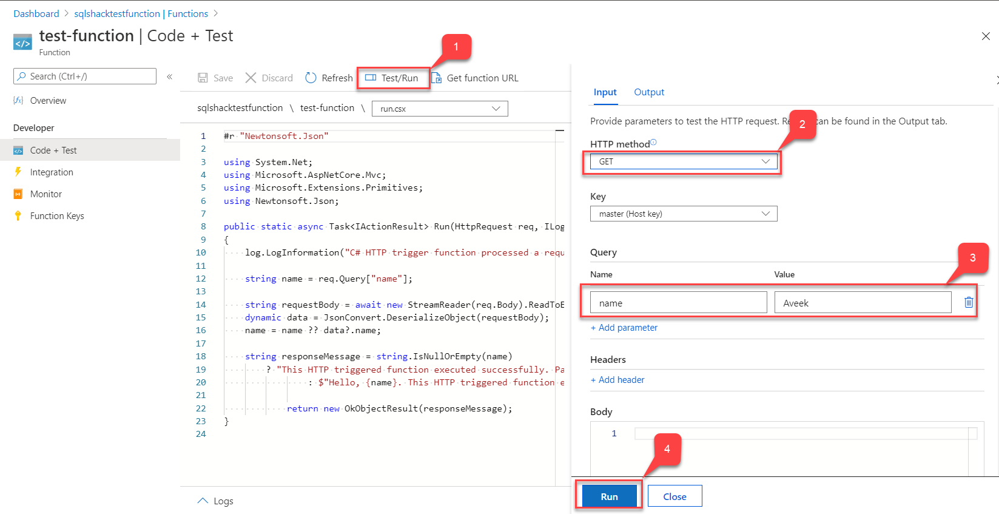 Dashboard > sqlshacktestfunction | Functions >
test-function | Code + Test
Function
Search (Ctrl+/)
«
Overview
Developer
Code + Test
Integration
Monitor
Function Keys
Save
Discard
Refresh
Test/Run
Get function URL
1
sqlshacktestfunction \ test-function \ run.csx
1 #r "Newtonsoft.Json"
2
3 using System.Net;
4 using Microsoft.AspNetCore.Mvc;
5 using Microsoft.Extensions.Primitives;
6 using Newtonsoft.Json;
7
8 public static async Task<IActionResult> Run(HttpRequest req, ILog
9 {
10 log.LogInformation("C# HTTP trigger function processed a requ
11
12 string name = req.Query["name"];
13
14 string requestBody = await new StreamReader(req.Body).ReadToE
15 dynamic data = JsonConvert.DeserializeObject(requestBody);
16 name = name ?? data?.name;
17
18 string responseMessage = string.IsNullOrEmpty(name)
19 ? "This HTTP triggered function executed successfully. Pa
20 : $"Hello, {name}. This HTTP triggered function e
21
22 return new OkObjectResult(responseMessage);
23 }
24
Logs
Input
Output
Provide parameters to test the HTTP request. Re can be found in the Output tab.
2
HTTP method
GET
Key
master (Host key)
Query
3
Name Value
name Aveek
+ Add parameter
Headers
+ Add header
Body
1
4
Run
Close